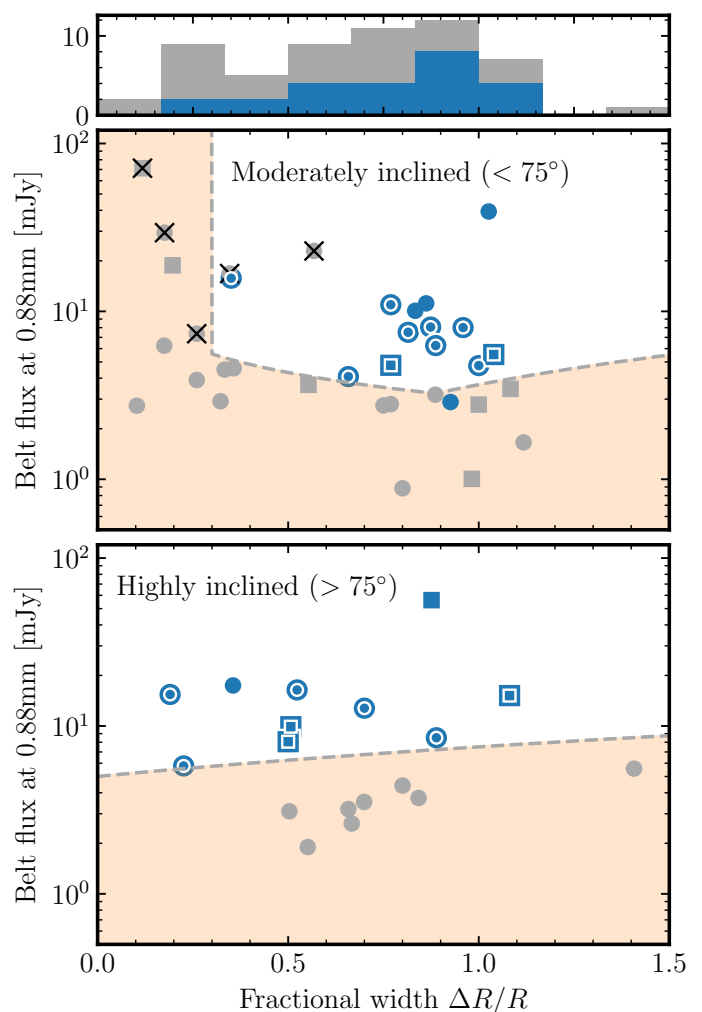 10
0
10²
10¹
10⁰
Belt flux at 0.88mm [mJy]
Moderately inclined (< 75°)
10²
10¹
10⁰
Belt flux at 0.88mm [mJy]
Highly inclined (> 75°)
0.0 0.5 1.0 1.5
Fractional width ΔR/R